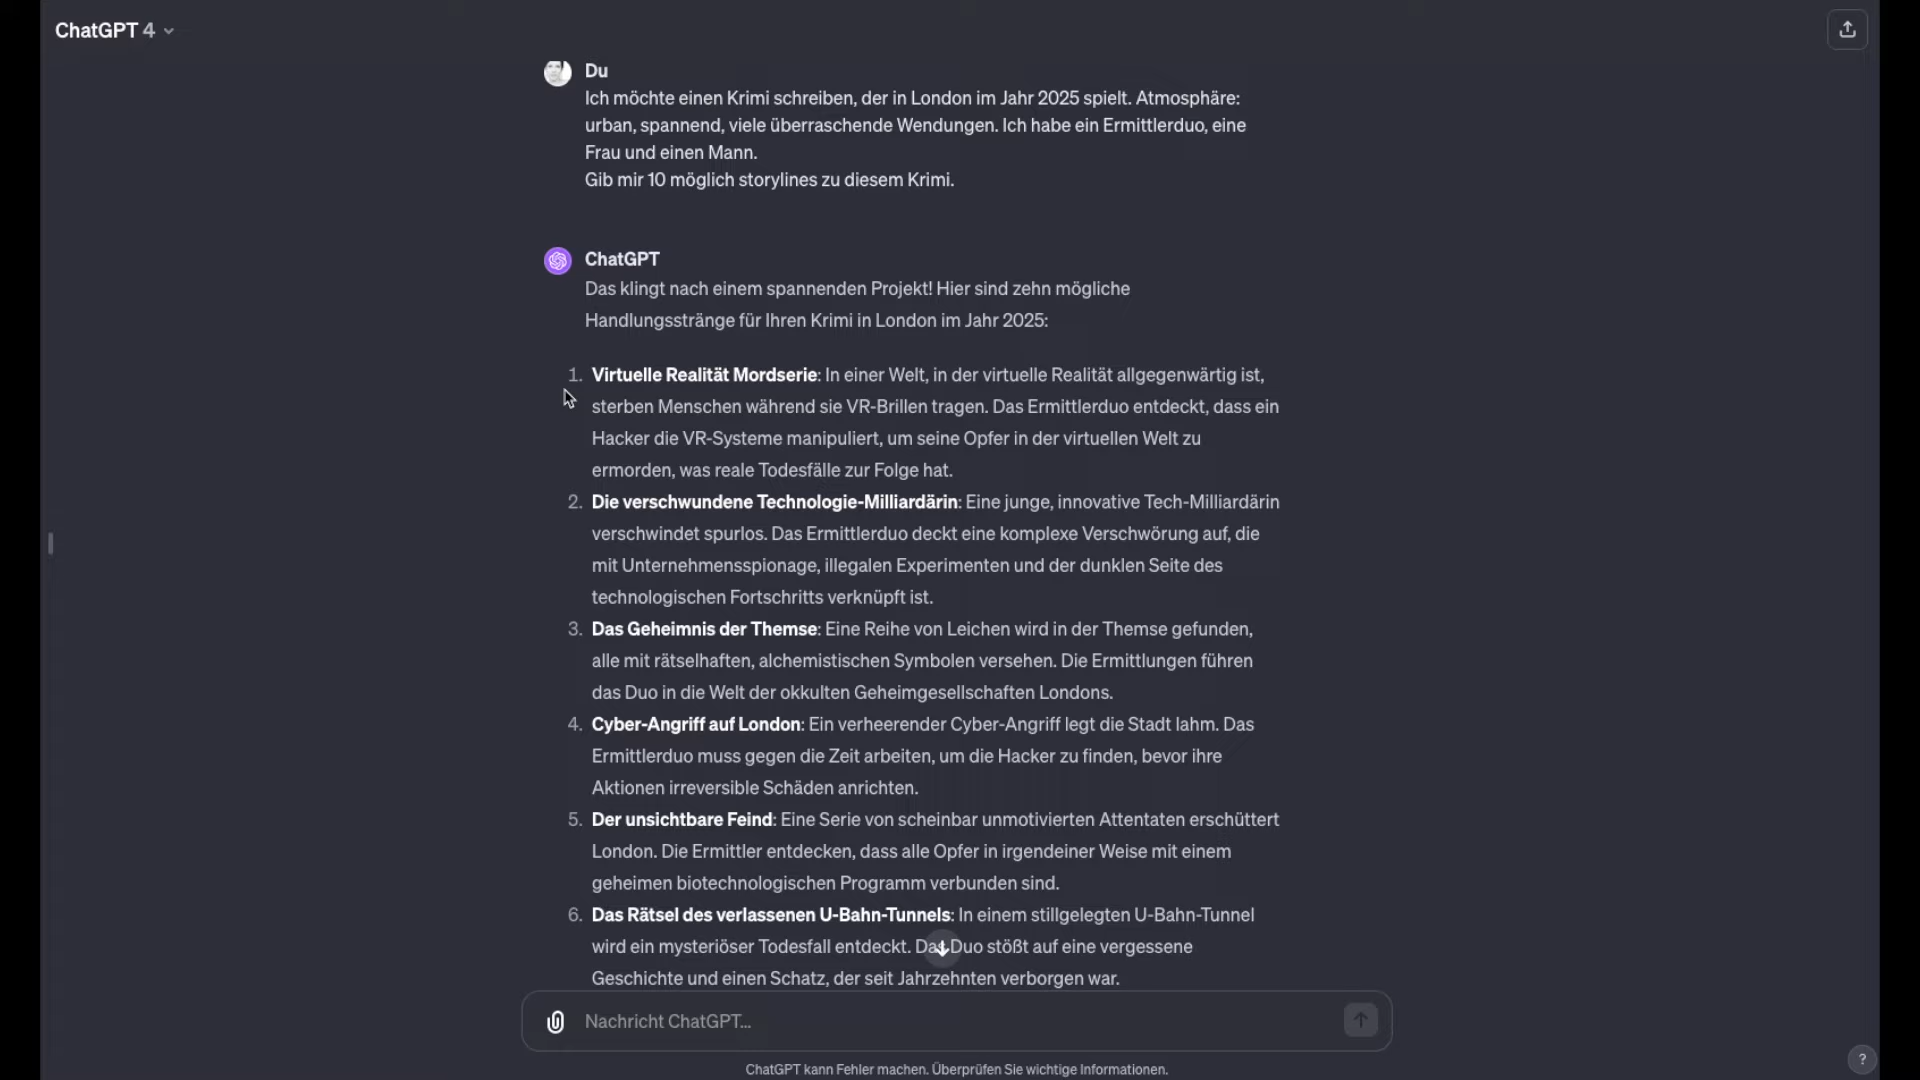 ChatGPT 4
Du
Ich möchte einen Krimi schreiben, der in London im Jahr 2025 spielt. Atmosphäre:
urban, spannend, viele überraschende Wendungen. Ich habe ein Ermittlerduo, eine
Frau und einen Mann.
Gib mir 10 möglich storylines zu diesem Krimi.
ChatGPT
Das klingt nach einem spannenden Projekt! Hier sind zehn mögliche
Handlungsstränge für Ihren Krimi in London im Jahr 2025:
1. Virtuelle Realität Mordserie: In einer Welt, in der virtuelle Realität allgegenwärtig ist,
sterben Menschen während sie VR-Brillen tragen. Das Ermittlerduo entdeckt, dass ein
Hacker die VR-Systeme manipuliert, um seine Opfer in der virtuellen Welt zu
ermorden, was reale Todesfälle zur Folge hat.
2. Die verschwundene Technologie-Milliardärin: Eine junge, innovative Tech-Milliardärin
verschwindet spurlos. Das Ermittlerduo deckt eine komplexe Verschwörung auf, die
mit Unternehmensspionage, illegalen Experimenten und der dunklen Seite des
technologischen Fortschritts verknüpft ist.
3. Das Geheimnis der Themse: Eine Reihe von Leichen wird in der Themse gefunden,
alle mit rätselhaften, alchemistischen Symbolen versehen. Die Ermittlungen führen
das Duo in die Welt der okkulten Geheimgesellschaften Londons.
4. Cyber-Angriff auf London: Ein verheerender Cyber-Angriff legt die Stadt lahm. Das
Ermittlerduo muss gegen die Zeit arbeiten, um die Hacker zu finden, bevor ihre
Aktionen irreversible Schäden anrichten.
5. Der unsichtbare Feind: Eine Serie von scheinbar unmotivierten Attentaten erschüttert
London. Die Ermittler entdecken, dass alle Opfer in irgendeiner Weise mit einem
geheimen biotechnologischen Programm verbunden sind.
6. Das Rätsel des verlassenen U-Bahn-Tunnels: In einem stillgelegten U-Bahn-Tunnel
wird ein mysteriöser Todesfall entdeckt. Das Duo stößt auf eine vergessene
Geschichte und einen Schatz, der seit Jahrzehnten verborgen war.
Nachricht ChatGPT...
ChatGPT kann Fehler machen. Überprüfen Sie wichtige Informationen.
?